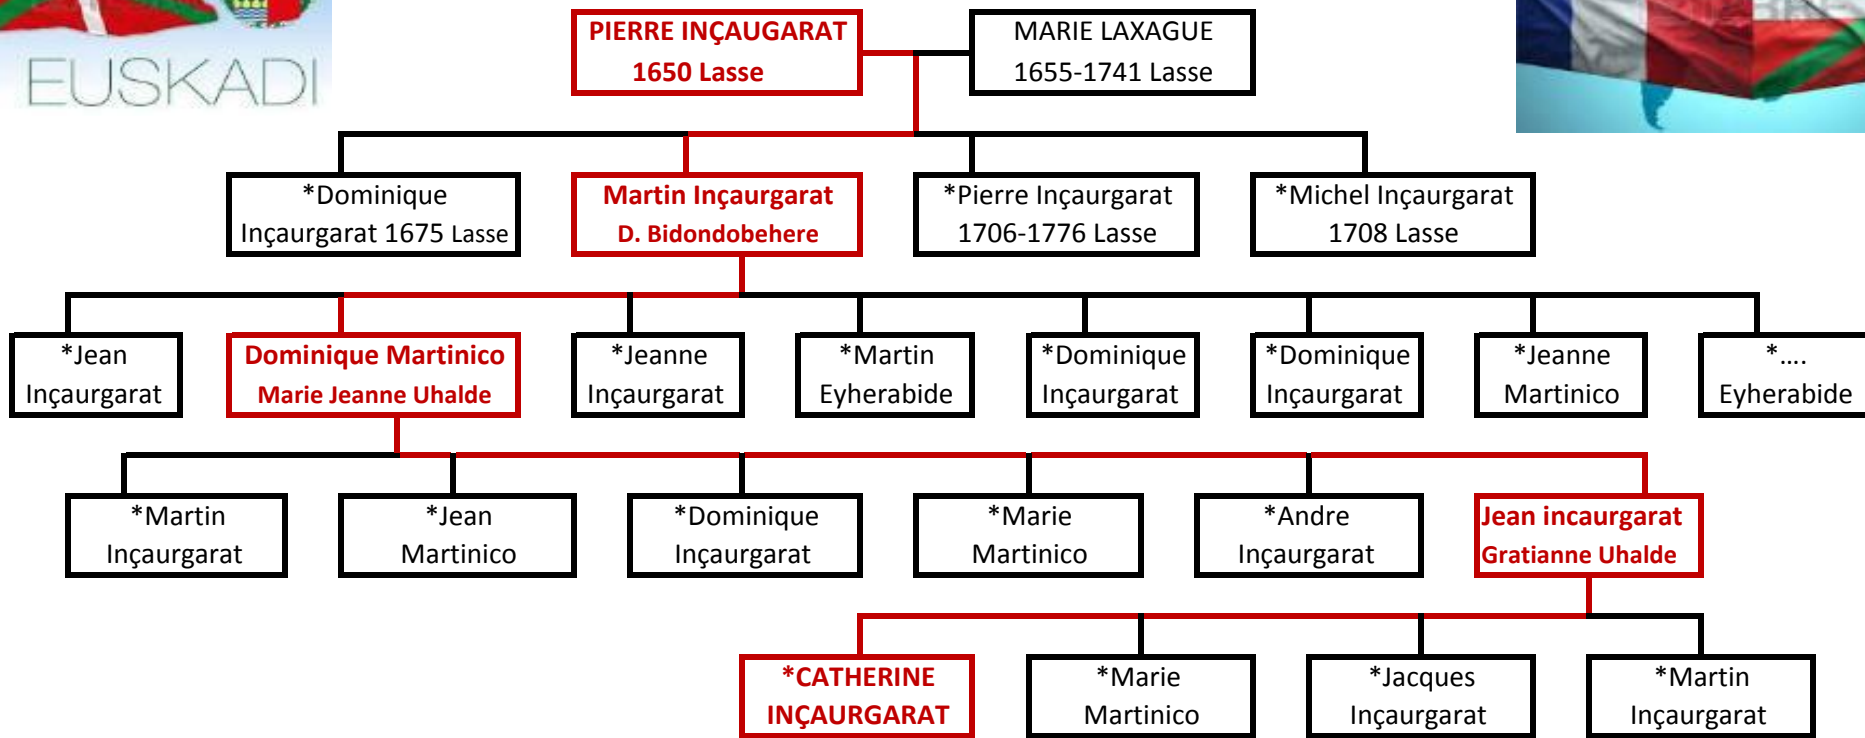 EUSKADI
PIERRE INÇAUGARAT
1650 Lasse
MARIE LAXAGUE
1655-1741 Lasse
*Dominique
Inçaurgarat 1675 Lasse
Martin Inçaurgarat
D. Bidondobehere
*Pierre Inçaurgarat
1706-1776 Lasse
*Michel Inçaurgarat
1708 Lasse
*Jean
Inçaurgarat
Dominique Martinico
Marie Jeanne Uhalde
*Jeanne
Inçaurgarat
*Martin
Eyherabide
*Dominique
Inçaurgarat
*Dominique
Inçaurgarat
*Jeanne
Martinico
*....
Eyherabide
*Martin
Inçaurgarat
*Jean
Martinico
*Dominique
Inçaurgarat
*Marie
Martinico
*Andre
Inçaurgarat
Jean incaurgarat
Gratianne Uhalde
*CATHERINE
INÇAURGARAT
*Marie
Martinico
*Jacques
Inçaurgarat
*Martin
Inçaurgarat